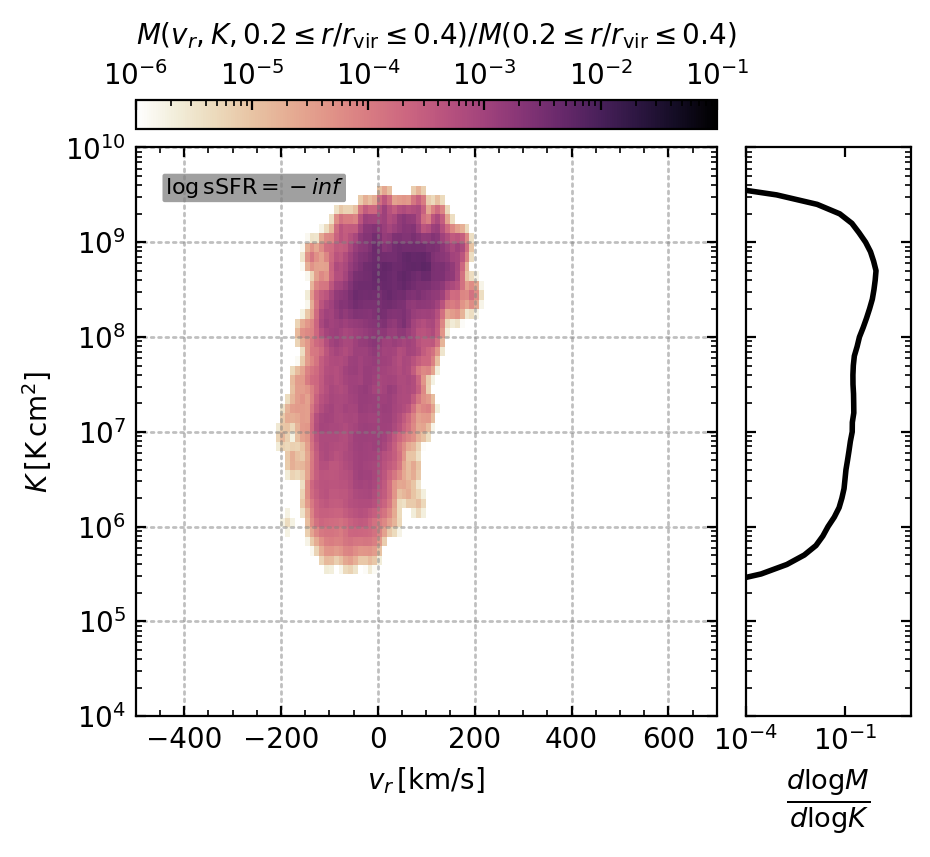 M(v_r, K, 0.2 ≤ r/r_vir ≤ 0.4)/M(0.2 ≤ r/r_vir ≤ 0.4)
10^−6 10^−5 10^−4 10^−3 10^−2 10^−1
log sSFR = −inf
10^10
10^9
10^8
10^7
10^6
10^5
10^4
K [K cm^2]
−400 −200 0 200 400 600
v_r [km/s]
10^−4 10^−1
dlogM
dlogK